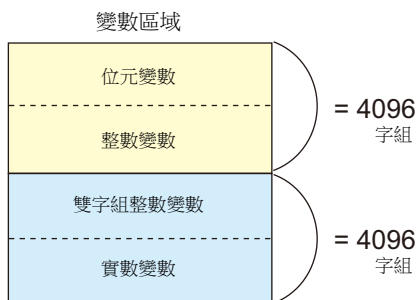 變數區域
位元變數
整數變數
= 4096
字組
雙字組整數變數
實數變數
= 4096
字組